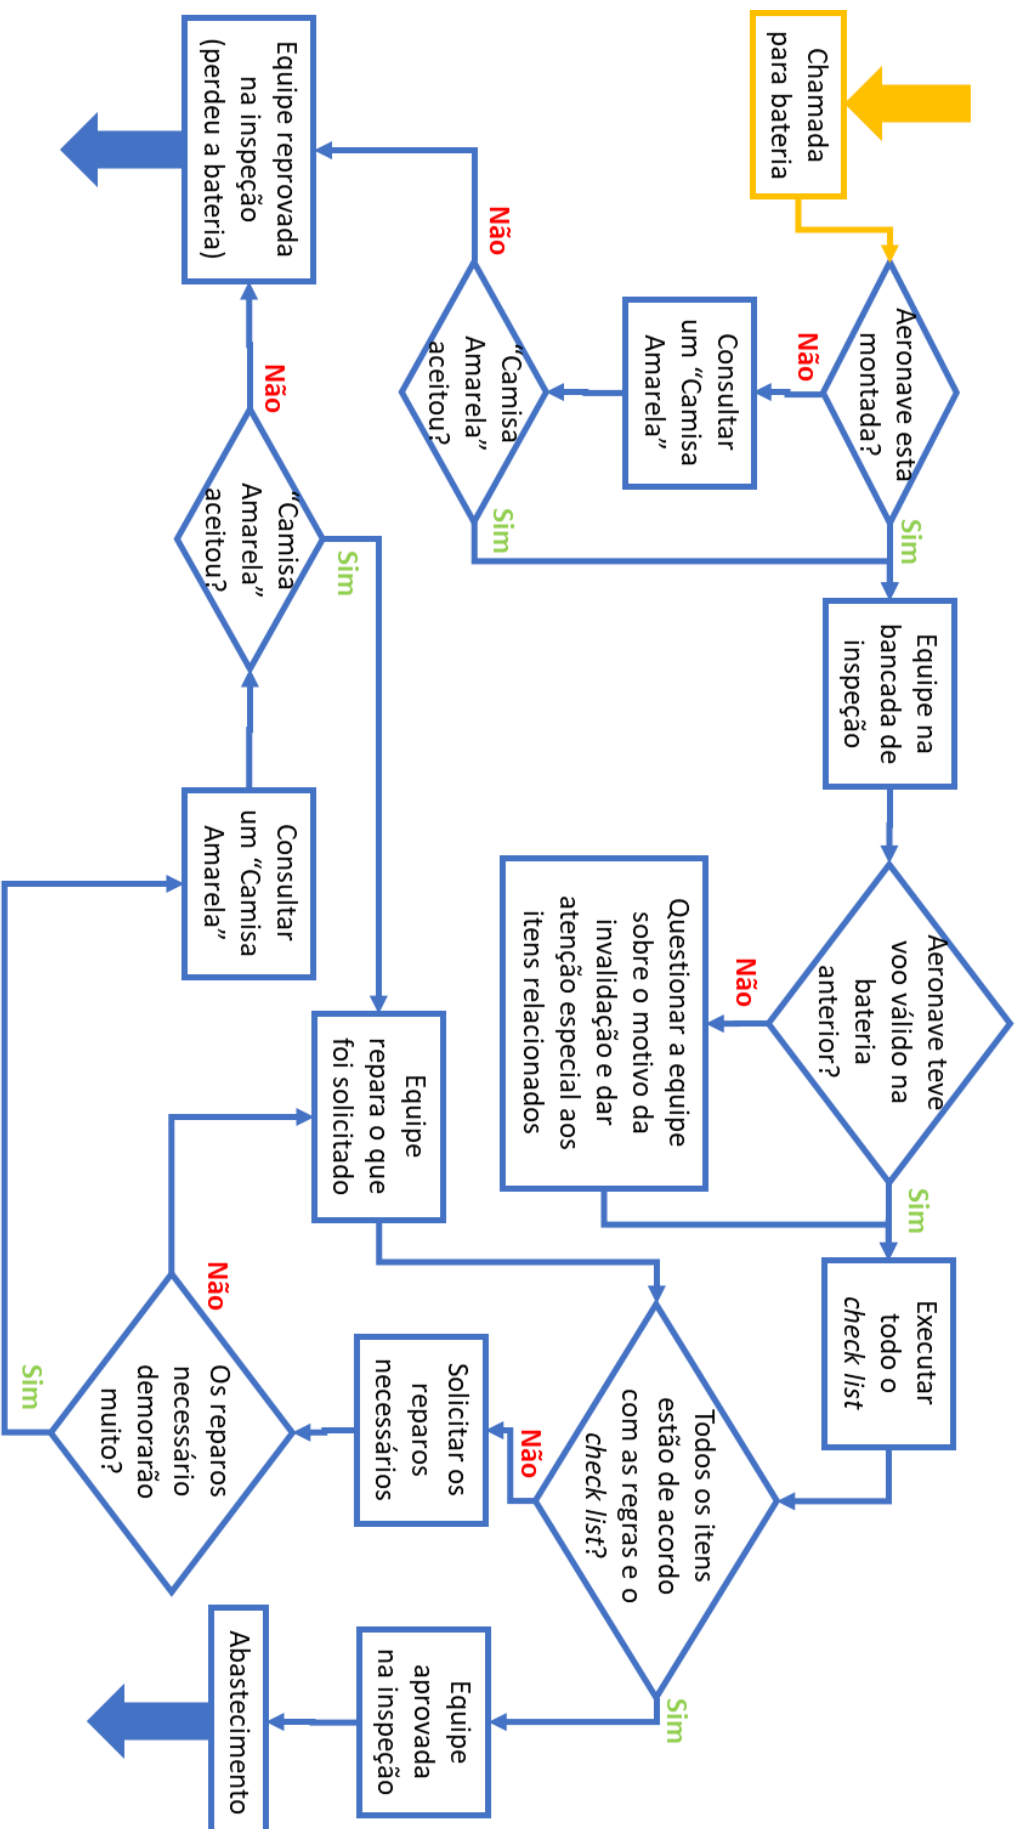 Chamada
para bateria
Aeronave esta
montada?
Não
Sim
Consultar
um “Camisa
Amarela”
“Camisa
Amarela”
aceitou?
Não
Sim
Equipe reprovada
na inspeção
(perdeu a bateria)
Equipe na
bancada de
inspeção
Aeronave teve
voo válido na
bateria
anterior?
Não
Sim
Questionar a equipe
sobre o motivo da
invalidação e dar
atenção especial aos
itens relacionados
Executar
todo o
check list
Todos os itens
estão de acordo
com as regras e o
check list?
Não
Sim
Solicitar os
reparos
necessários
Os reparos
necessário
demorarão
muito?
Não
Sim
Equipe
repara o que
foi solicitado
Consultar
um “Camisa
Amarela”
“Camisa
Amarela”
aceitou?
Não
Sim
Equipe
aprovada
na inspeção
Abastecimento